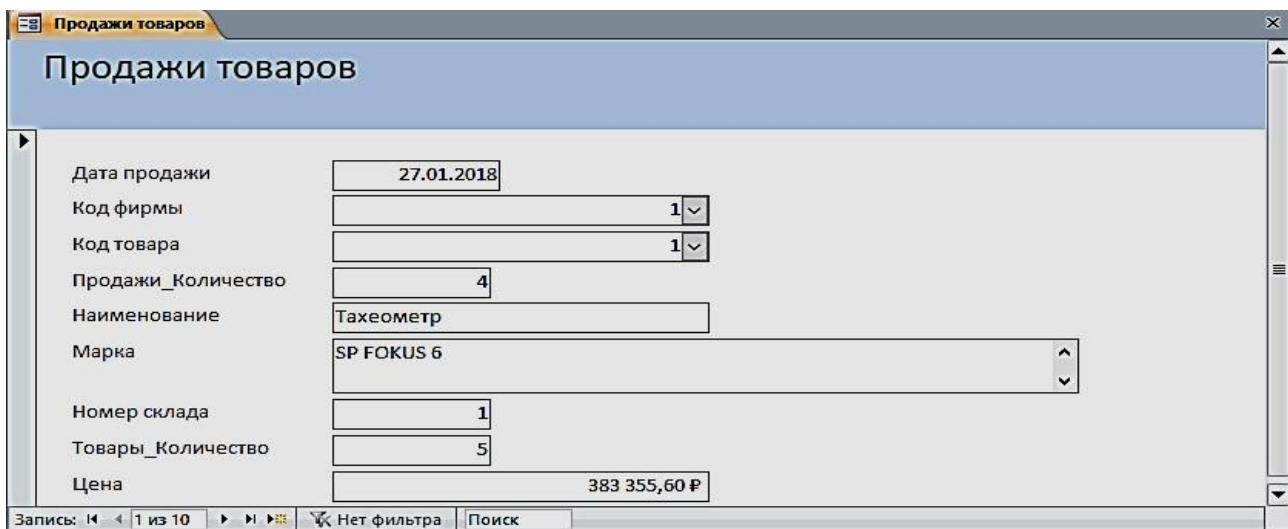 Продажи товаров
Продажи товаров
Дата продажи 27.01.2018
Код фирмы 1
Код товара 1
Продажи_Количество 4
Наименование Тахеометр
Марка SP FOKUS 6
Номер склада 1
Товары_Количество 5
Цена 383 355,60 ₽
Запись: 1 из 10 Нет фильтра Поиск